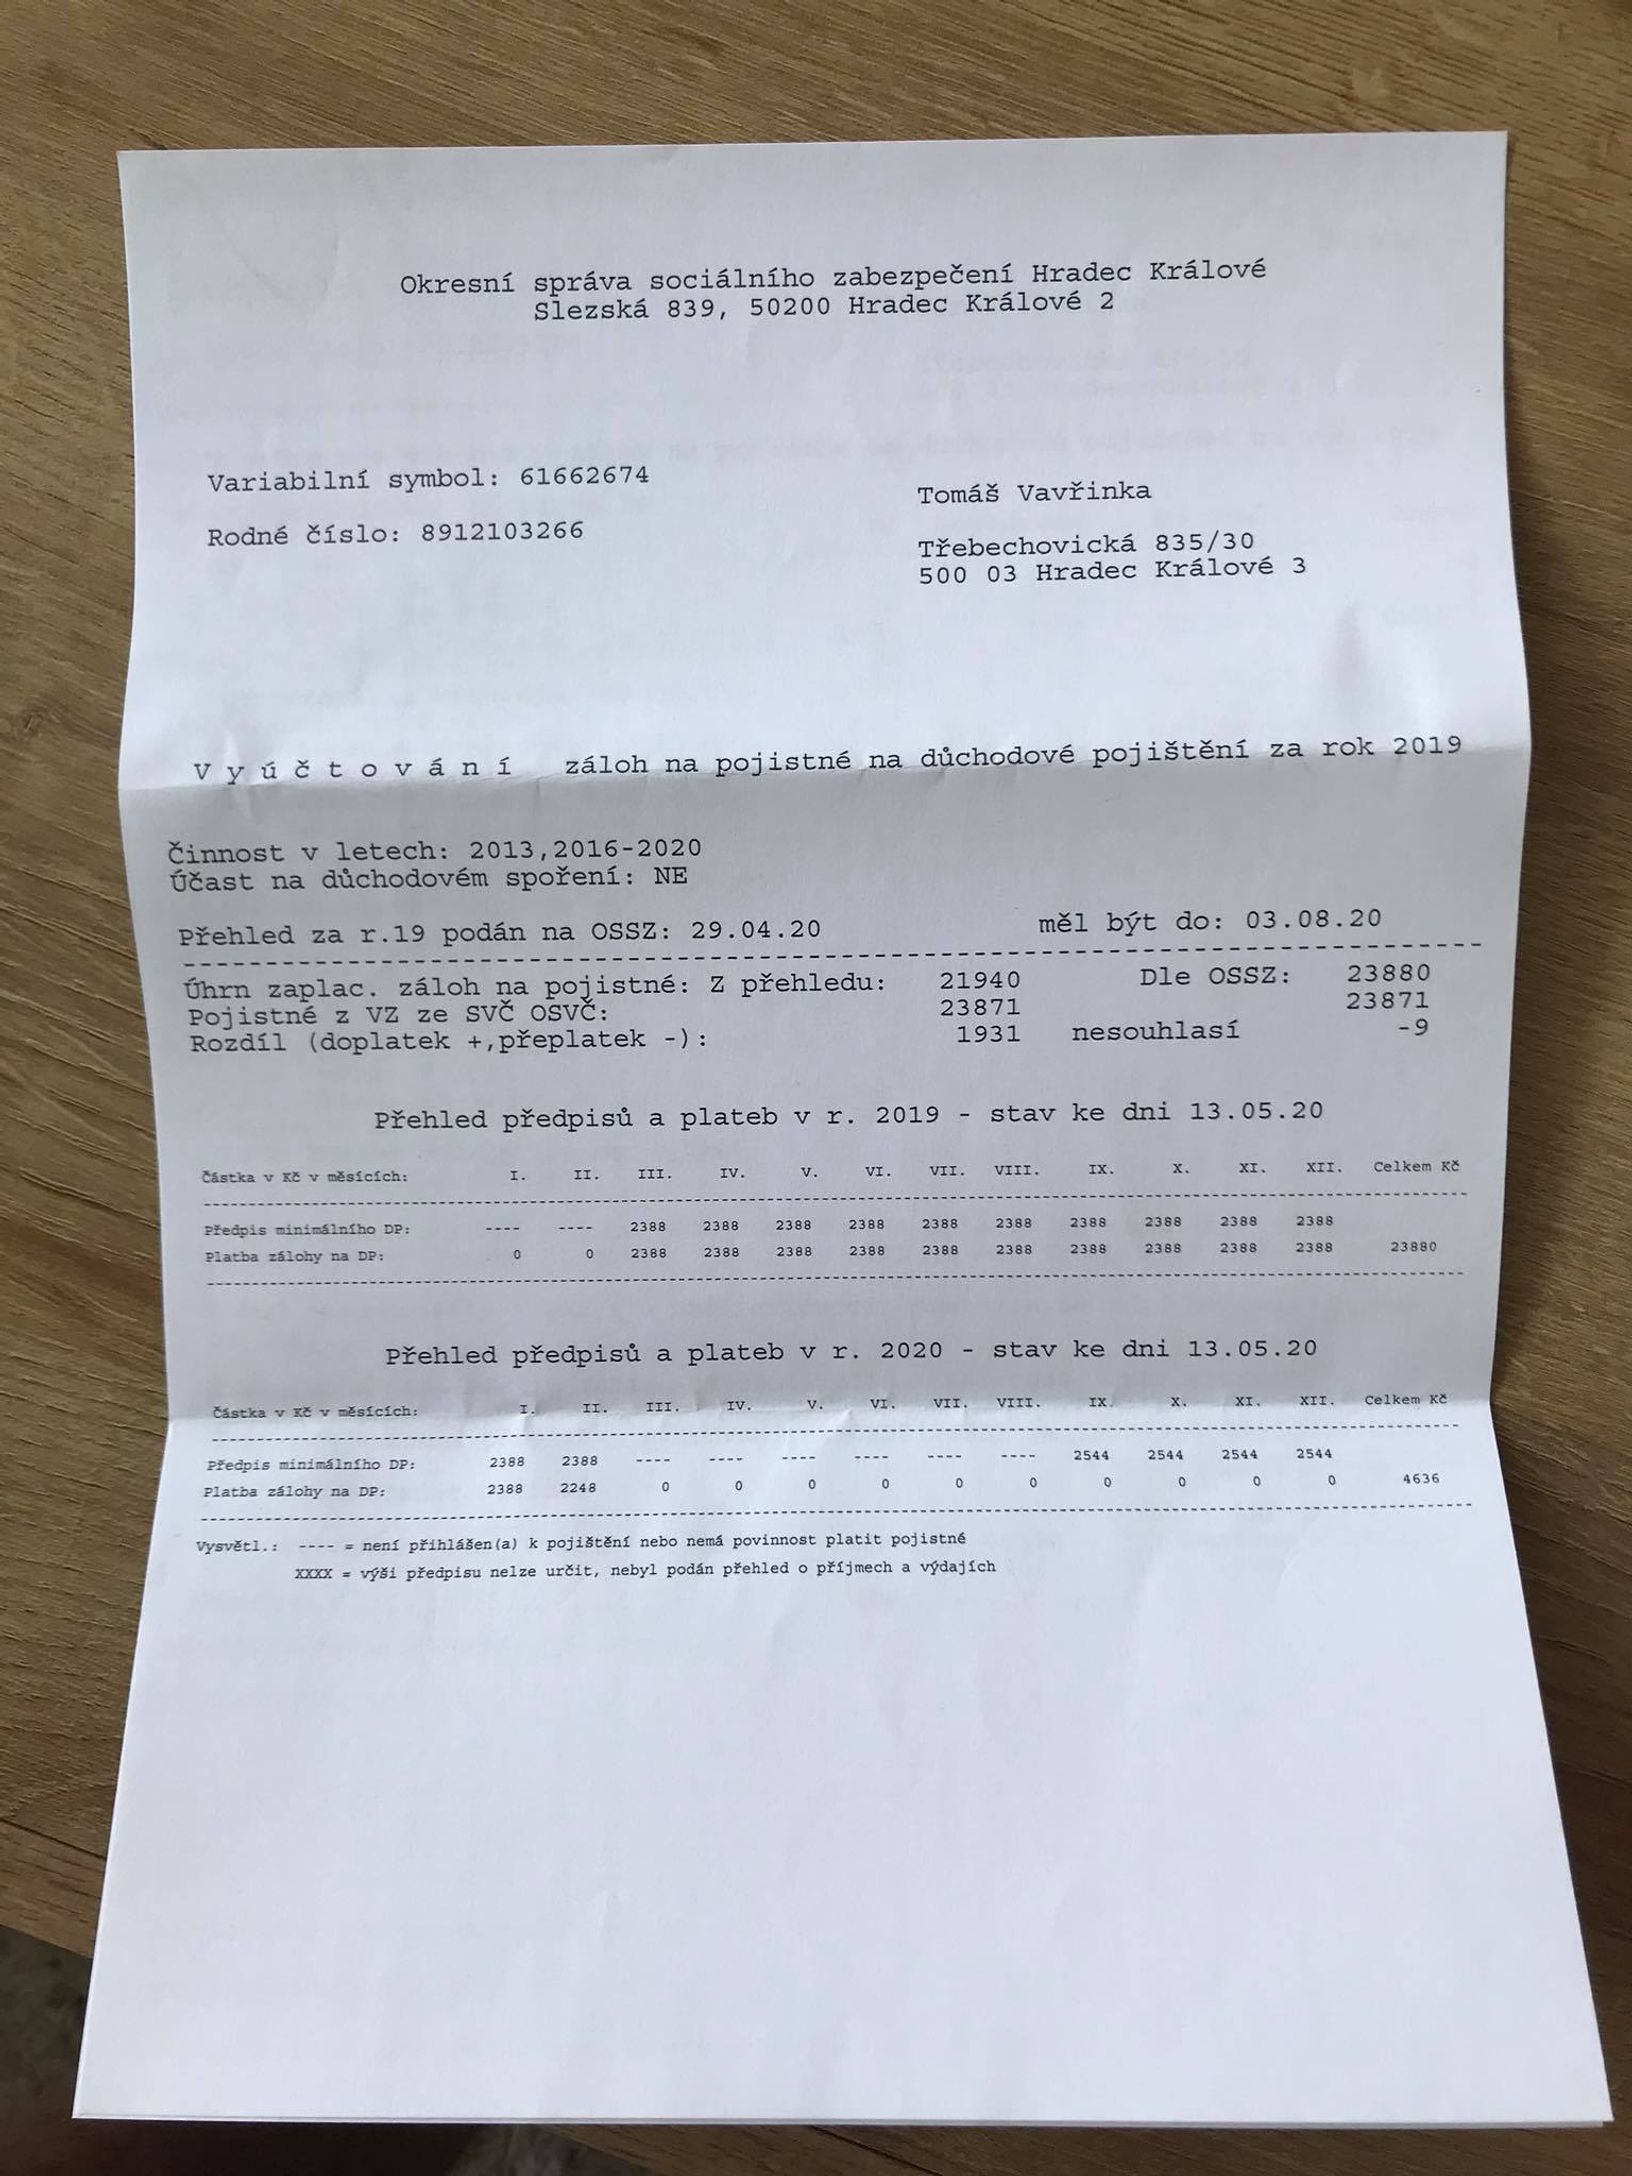 Okresní správa sociálního zabezpečení Hradec Králové
Slezská 839, 50200 Hradec Králové 2
Variabilní symbol: 61662674
Rodné číslo: 8912103266
Tomáš Vavřinka
Třebechovická 835/30
500 03 Hradec Králové 3
V y ú č t o v á n í záloh na pojistné na důchodové pojištění za rok 2019
Činnost v letech: 2013,2016-2020
Účast na důchodovém spoření: NE
Přehled za r.19 podán na OSSZ: 29.04.20 měl být do: 03.08.20
Úhrn zaplac. záloh na pojistné: Z přehledu: 21940 Dle OSSZ: 23880
Pojistné z VZ ze SVČ OSVČ: 23871 23871
Rozdíl (doplatek +,přeplatek -): 1931 nesouhlasí -9
Přehled předpisů a plateb v r. 2019 - stav ke dni 13.05.20
Částka v Kč v měsících: I. II. III. IV. V. VI. VII. VIII. IX. X. XI. XII. Celkem Kč
Předpis minimálního DP: ---- ---- 2388 2388 2388 2388 2388 2388 2388 2388 2388 2388
Platba zálohy na DP: 0 0 2388 2388 2388 2388 2388 2388 2388 2388 2388 2388 23880
Přehled předpisů a plateb v r. 2020 - stav ke dni 13.05.20
Částka v Kč v měsících: I. II. III. IV. V. VI. VII. VIII. IX. X. XI. XII. Celkem Kč
Předpis minimálního DP: 2388 2388 ---- ---- ---- ---- ---- ---- 2544 2544 2544 2544
Platba zálohy na DP: 2388 2248 0 0 0 0 0 0 0 0 0 0 4636
Vysvětl.: ---- = není přihlášen(a) k pojištění nebo nemá povinnost platit pojistné
XXXX = výši předpisu nelze určit, nebyl podán přehled o příjmech a výdajích